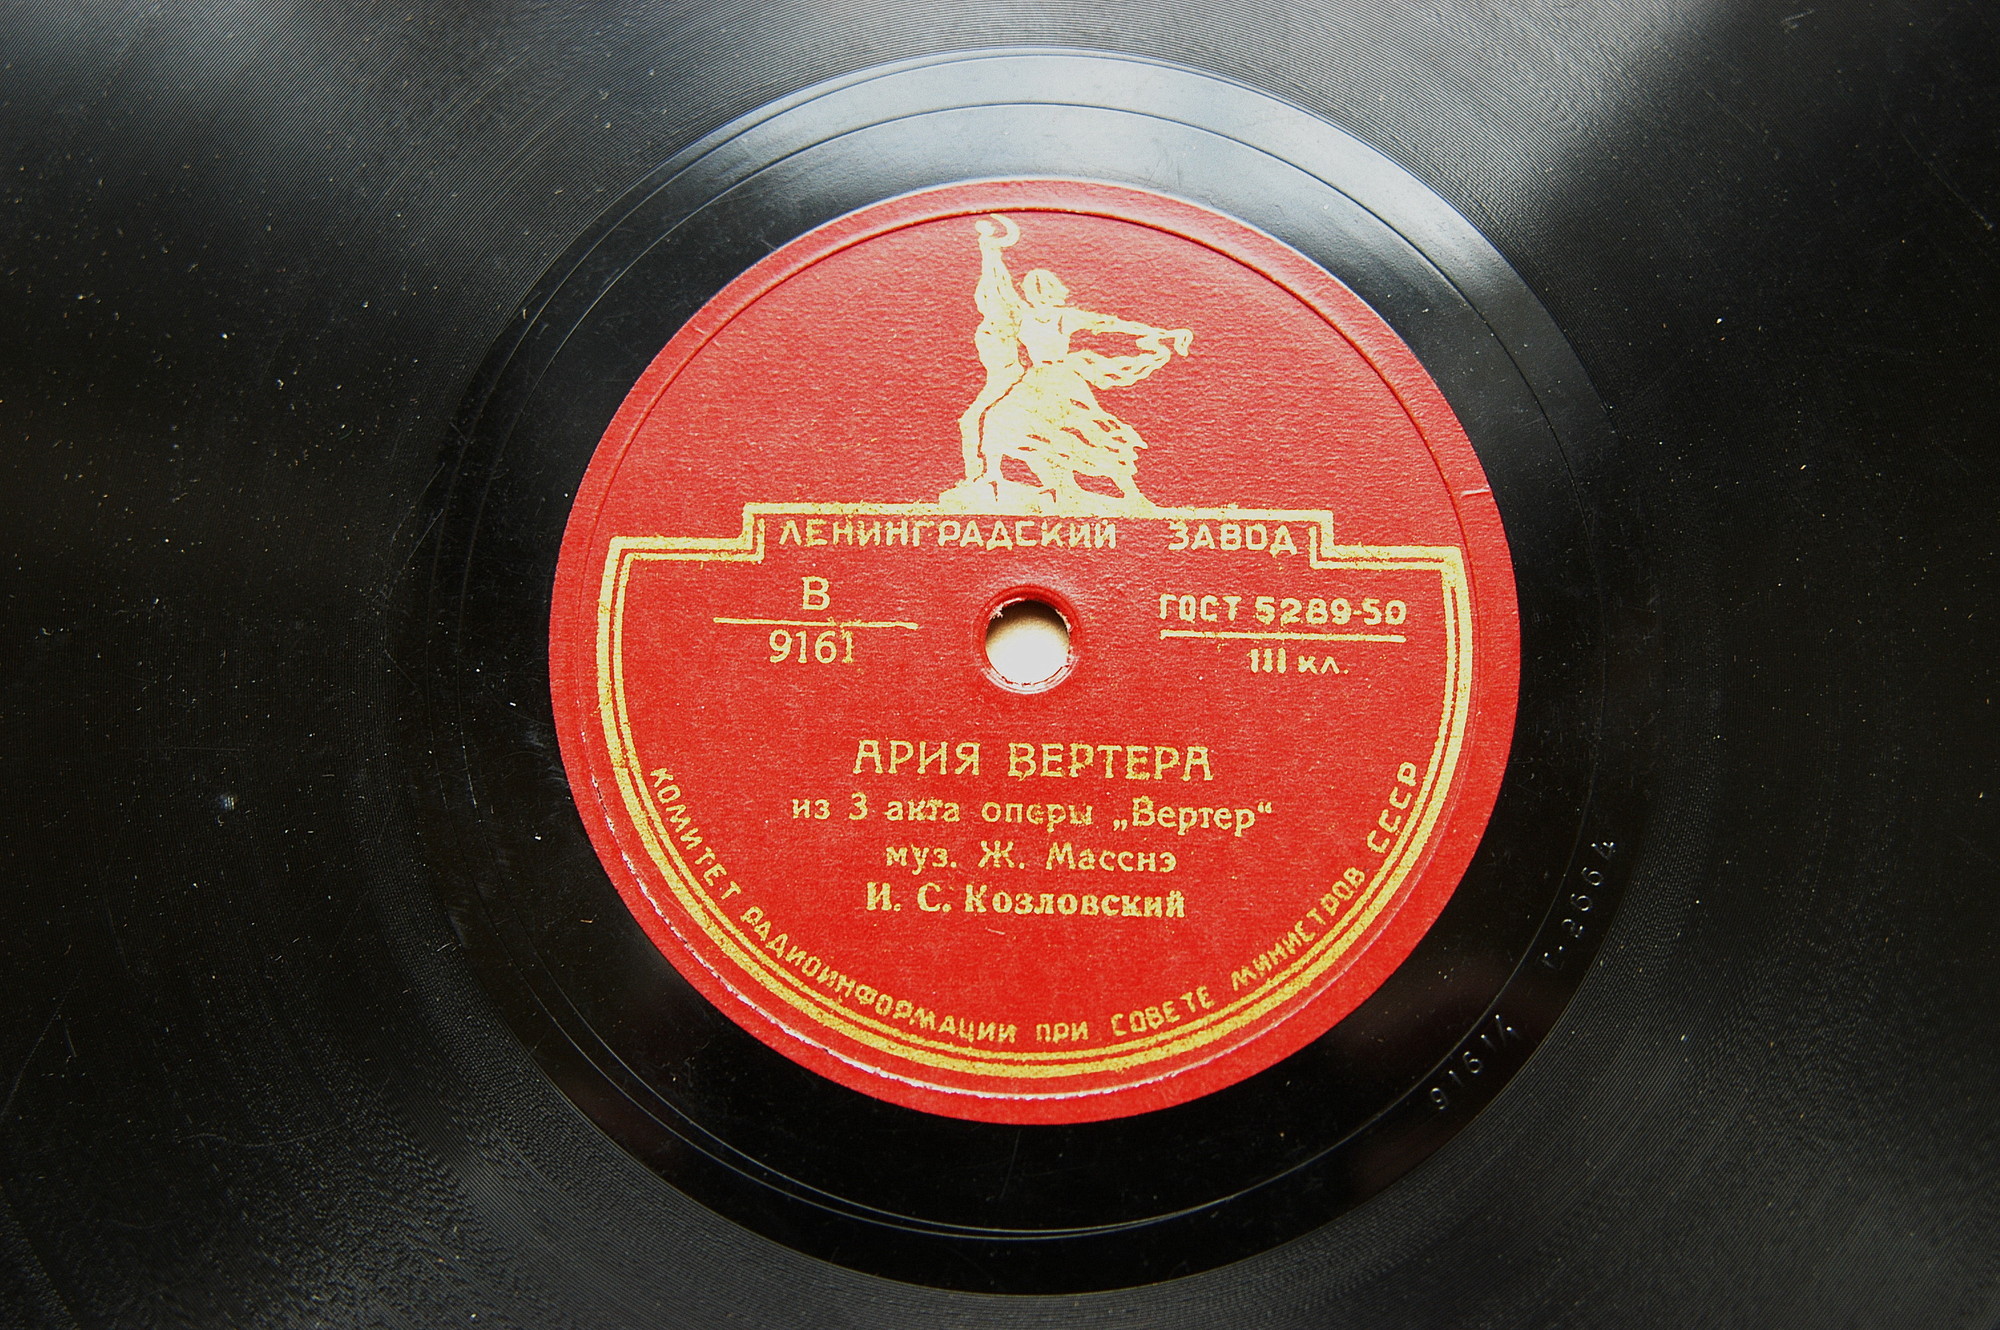 ЛЕНИНГРАДСКИЙ ЗАВОД
В
9161
ГОСТ 5289-50
III кл.
АРИЯ ВЕРТЕРА
из 3 акта оперы „Вертер“
муз. Ж. Масснэ
И. С. Козловский
КОМИТЕТ РАДИОИНФОРМАЦИИ ПРИ СОВЕТЕ МИНИСТРОВ СССР